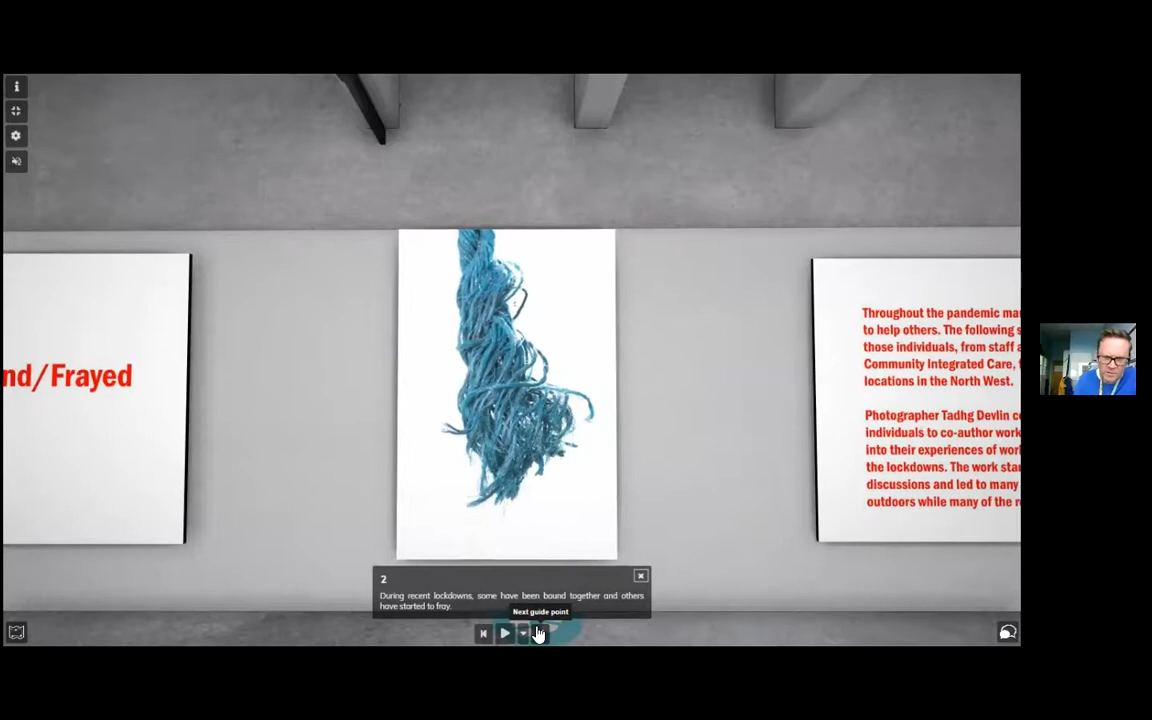 nd/Frayed
Throughout the pandemic
to help others. The following
those individuals, from staff
Community Integrated Care,
locations in the North West.
Photographer Tadhg Devlin
individuals to co-author work
into their experiences of
the lockdowns. The work
discussions and led to many
outdoors while many of the
2
During recent lockdowns, some have been bound together and others
have started to fray.
Next guide point